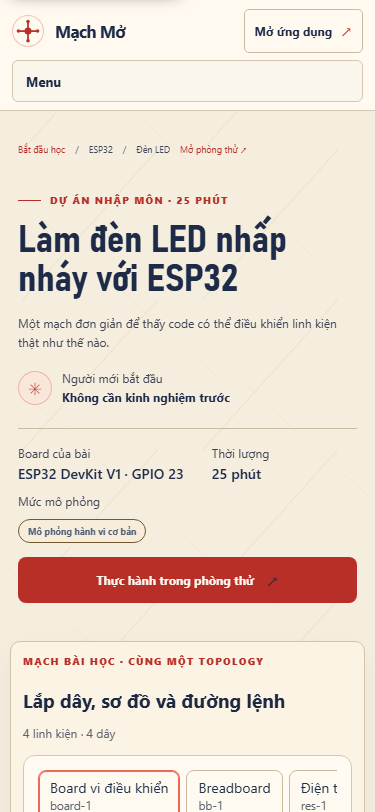 Mạch Mở
Mở ứng dụng ↗
Menu
Bắt đầu học / ESP32 / Đèn LED Mở phòng thử ↗
DỰ ÁN NHẬP MÔN · 25 PHÚT
Làm đèn LED nhấp
nháy với ESP32
Một mạch đơn giản để thấy code có thể điều khiển linh kiện
thật như thế nào.
Người mới bắt đầu
Không cần kinh nghiệm trước
Board của bài
ESP32 DevKit V1 · GPIO 23
Thời lượng
25 phút
Mức mô phỏng
Mô phỏng hành vi cơ bản
Thực hành trong phòng thử ↗
MẠCH BÀI HỌC · CÙNG MỘT TOPOLOGY
Lắp dây, sơ đồ và đường lệnh
4 linh kiện · 4 dây
Board vi điều khiển
board-1
Breadboard
bb-1
Điện t
res-1